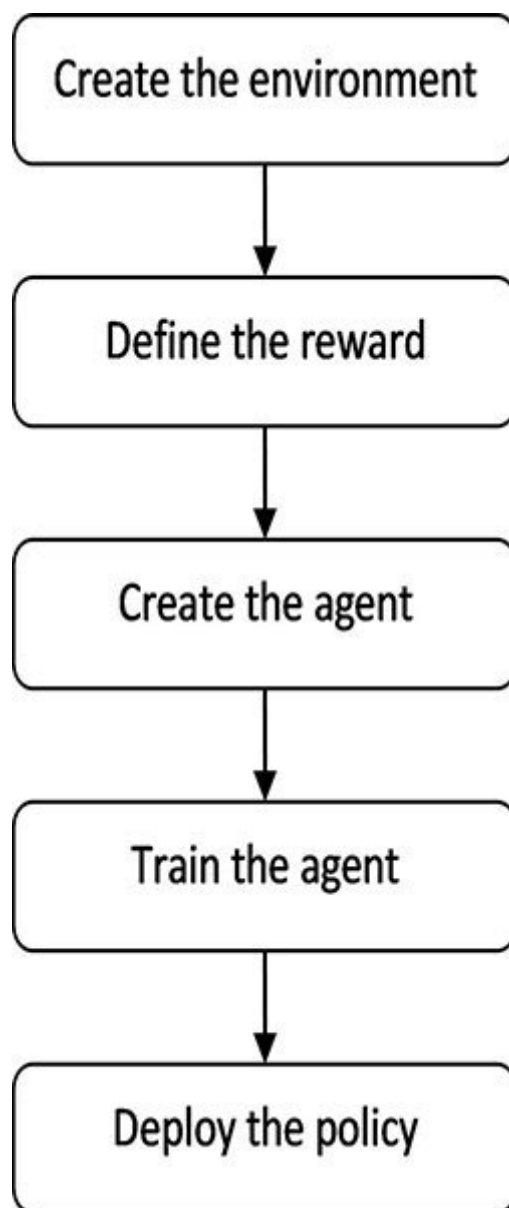 Create the environment
Define the reward
Create the agent
Train the agent
Deploy the policy